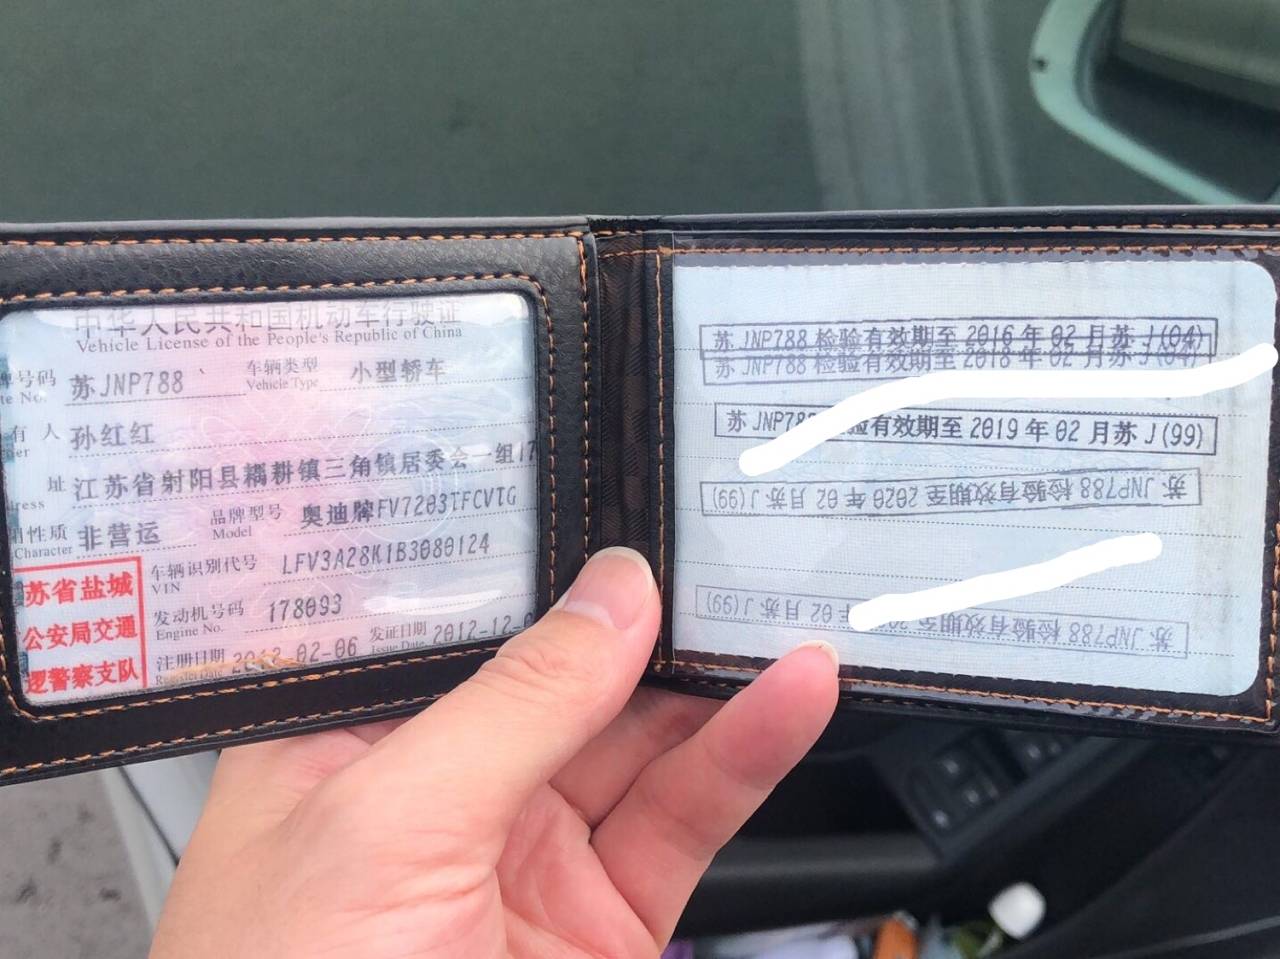 中华人民共和国机动车行驶证
Vehicle License of the People's Republic of China
牌号码 苏JNP788 车辆类型 小型轿车
te No. Vehicle Type
有人 孙红红
址 江苏省射阳县耦耕镇三角镇居委会一组17
ress
用性质 非营运 品牌型号 奥迪牌FV7203TFCVTG
Character Model
苏省盐城
公安局交通
逻警察支队
车辆识别代号 LFV3A28K1B3080124
VIN
发动机号码 178093
Engine No.
注册日期 2012-02-06 发证日期 2012-12-0
Register Date Issue Date
苏JNP788检验有效期至2016年02月苏J(04)
苏JNP788检验有效期至2018年02月苏J(04)
苏JNP78 验有效期至2019年02月苏J(99)
苏JNP788检验有效期至2020年02月苏J(99)
苏JNP788检验有效期至20 年02月苏J(99)